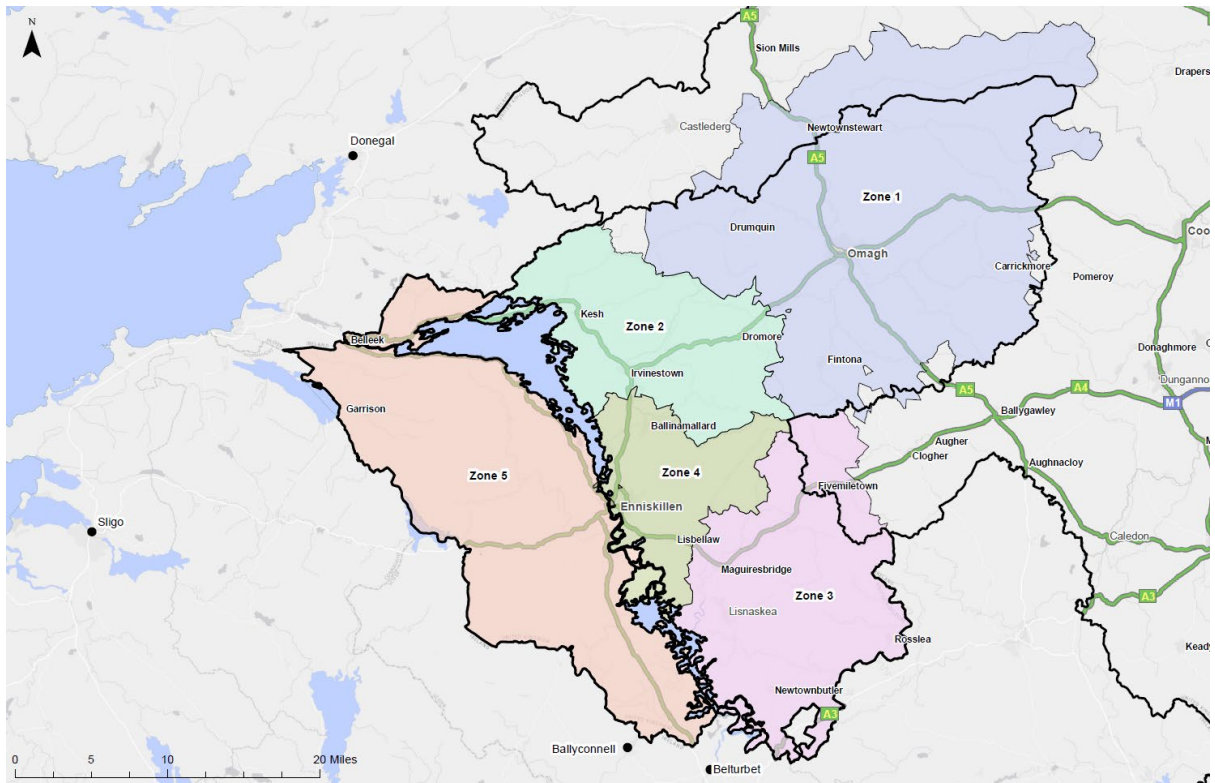 N
A5
Sion Mills
Drapers
Castlederg
Newtownstewart
Donegal
A5
Zone 1
Drumquin
Coo
Omagh
Carrickmore
Pomeroy
Kesh
Zone 2
Dromore
Belleek
Donaghmore
Fintona
Irvinestown
Dunganno
A5
A4
M1
Garrison
Ballygawley
Ballinamallard
Augher
Clogher
Aughnacloy
Zone 5
Zone 4
Fivemiletown
Enniskillen
Sligo
Lisbellaw
Caledon
Maguiresbridge
Zone 3
A3
Lisnaskea
Rosslea
Keady
Newtownbutler
A3
Ballyconnell
Belturbet
0 5 10 20 Miles